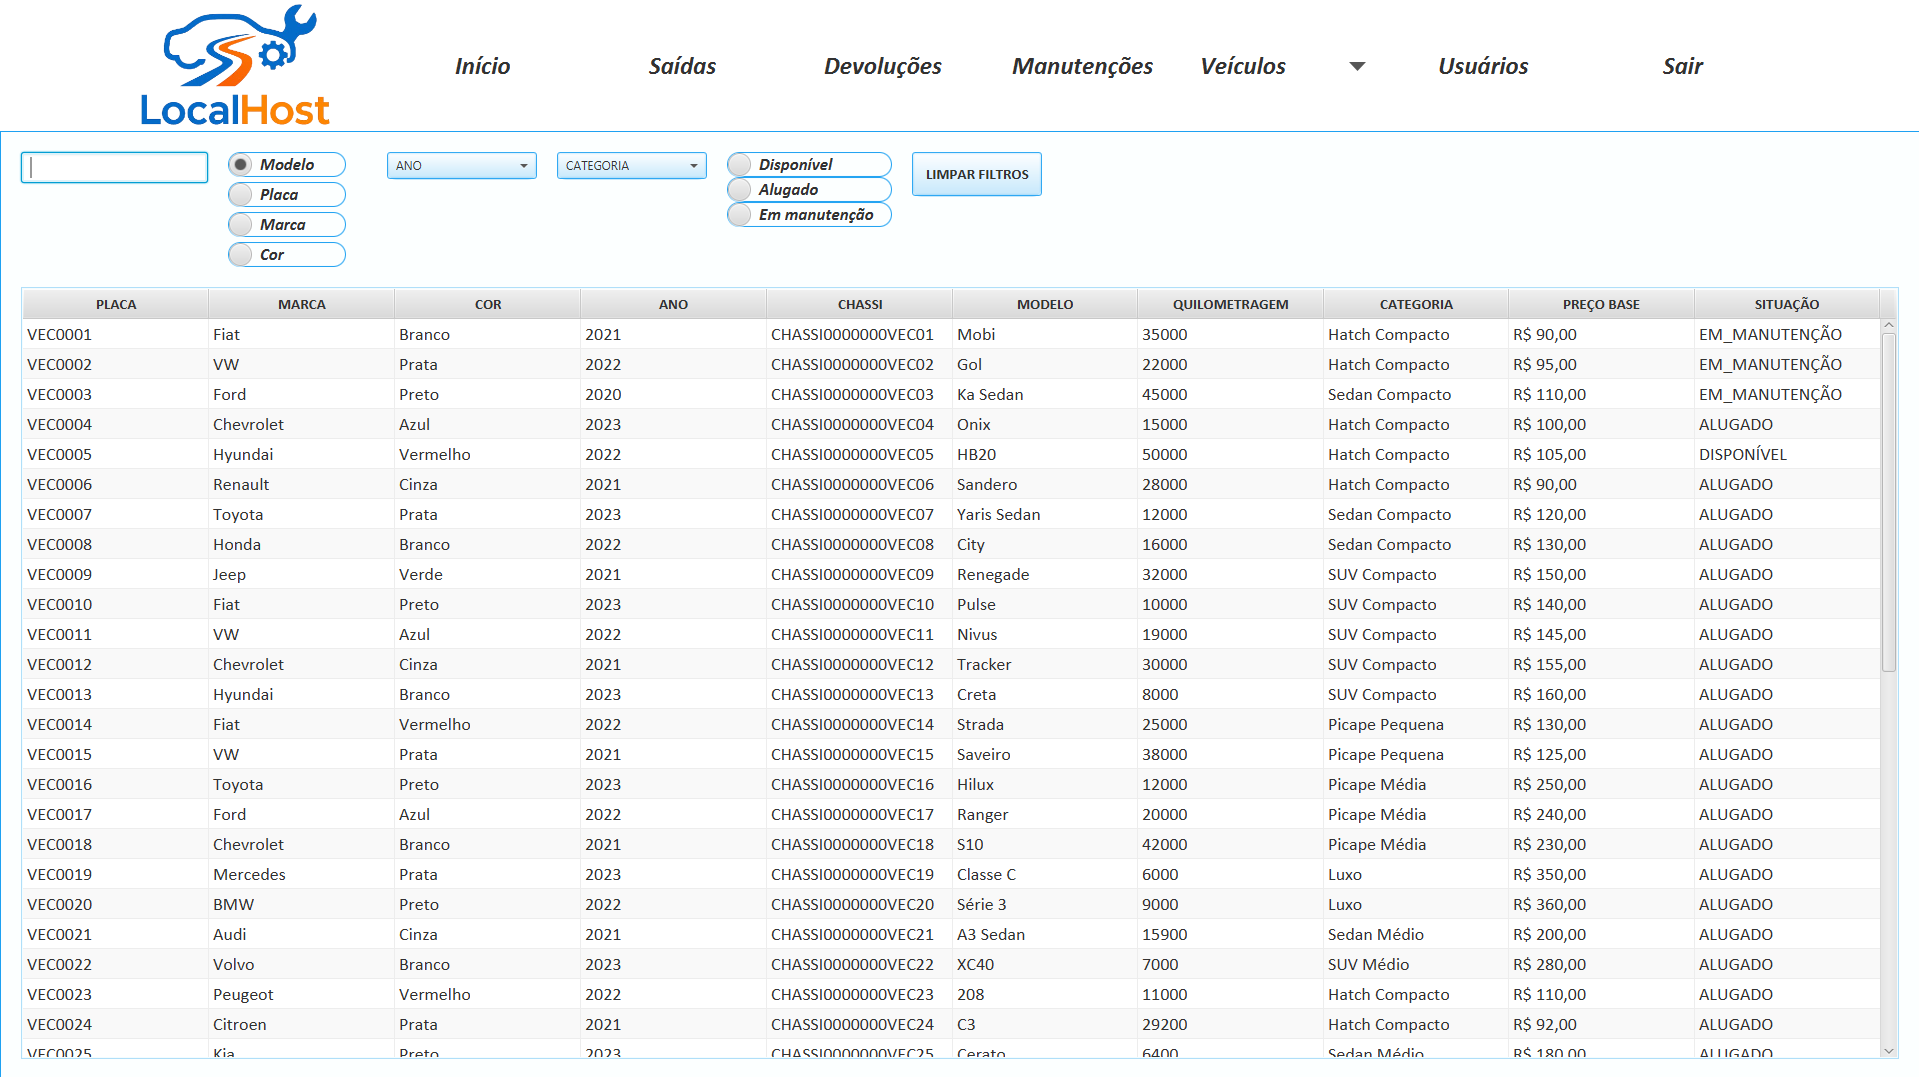 LocalHost
Início Saídas Devoluções Manutenções Veículos Usuários Sair
Modelo
Placa
Marca
Cor
ANO
CATEGORIA
Disponível
Alugado
Em manutenção
LIMPAR FILTROS
PLACA MARCA COR ANO CHASSI MODELO QUILOMETRAGEM CATEGORIA PREÇO BASE SITUAÇÃO
VEC0001 Fiat Branco 2021 CHASSI0000000VEC01 Mobi 35000 Hatch Compacto R$ 90,00 EM_MANUTENÇÃO
VEC0002 VW Prata 2022 CHASSI0000000VEC02 Gol 22000 Hatch Compacto R$ 95,00 EM_MANUTENÇÃO
VEC0003 Ford Preto 2020 CHASSI0000000VEC03 Ka Sedan 45000 Sedan Compacto R$ 110,00 EM_MANUTENÇÃO
VEC0004 Chevrolet Azul 2023 CHASSI0000000VEC04 Onix 15000 Hatch Compacto R$ 100,00 ALUGADO
VEC0005 Hyundai Vermelho 2022 CHASSI0000000VEC05 HB20 50000 Hatch Compacto R$ 105,00 DISPONÍVEL
VEC0006 Renault Cinza 2021 CHASSI0000000VEC06 Sandero 28000 Hatch Compacto R$ 90,00 ALUGADO
VEC0007 Toyota Prata 2023 CHASSI0000000VEC07 Yaris Sedan 12000 Sedan Compacto R$ 120,00 ALUGADO
VEC0008 Honda Branco 2022 CHASSI0000000VEC08 City 16000 Sedan Compacto R$ 130,00 ALUGADO
VEC0009 Jeep Verde 2021 CHASSI0000000VEC09 Renegade 32000 SUV Compacto R$ 150,00 ALUGADO
VEC0010 Fiat Preto 2023 CHASSI0000000VEC10 Pulse 10000 SUV Compacto R$ 140,00 ALUGADO
VEC0011 VW Azul 2022 CHASSI0000000VEC11 Nivus 19000 SUV Compacto R$ 145,00 ALUGADO
VEC0012 Chevrolet Cinza 2021 CHASSI0000000VEC12 Tracker 30000 SUV Compacto R$ 155,00 ALUGADO
VEC0013 Hyundai Branco 2023 CHASSI0000000VEC13 Creta 8000 SUV Compacto R$ 160,00 ALUGADO
VEC0014 Fiat Vermelho 2022 CHASSI0000000VEC14 Strada 25000 Picape Pequena R$ 130,00 ALUGADO
VEC0015 VW Prata 2021 CHASSI0000000VEC15 Saveiro 38000 Picape Pequena R$ 125,00 ALUGADO
VEC0016 Toyota Preto 2023 CHASSI0000000VEC16 Hilux 12000 Picape Média R$ 250,00 ALUGADO
VEC0017 Ford Azul 2022 CHASSI0000000VEC17 Ranger 20000 Picape Média R$ 240,00 ALUGADO
VEC0018 Chevrolet Branco 2021 CHASSI0000000VEC18 S10 42000 Picape Média R$ 230,00 ALUGADO
VEC0019 Mercedes Prata 2023 CHASSI0000000VEC19 Classe C 6000 Luxo R$ 350,00 ALUGADO
VEC0020 BMW Preto 2022 CHASSI0000000VEC20 Série 3 9000 Luxo R$ 360,00 ALUGADO
VEC0021 Audi Cinza 2021 CHASSI0000000VEC21 A3 Sedan 15900 Sedan Médio R$ 200,00 ALUGADO
VEC0022 Volvo Branco 2023 CHASSI0000000VEC22 XC40 7000 SUV Médio R$ 280,00 ALUGADO
VEC0023 Peugeot Vermelho 2022 CHASSI0000000VEC23 208 11000 Hatch Compacto R$ 110,00 ALUGADO
VEC0024 Citroen Prata 2021 CHASSI0000000VEC24 C3 29200 Hatch Compacto R$ 92,00 ALUGADO
VEC0025 Kia Preto 2023 CHASSI0000000VEC25 Cerato 6400 Sedan Médio R$ 180,00 ALUGADO